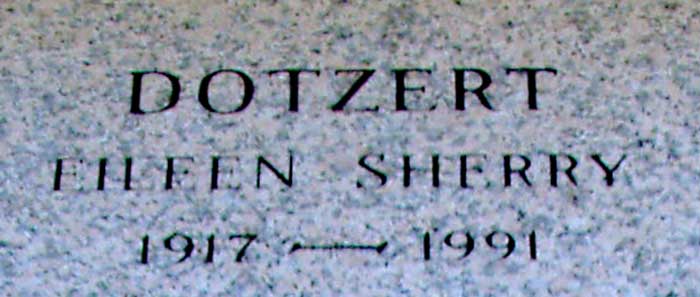 DOTZERT
EILEEN SHERRY
1917 — 1991